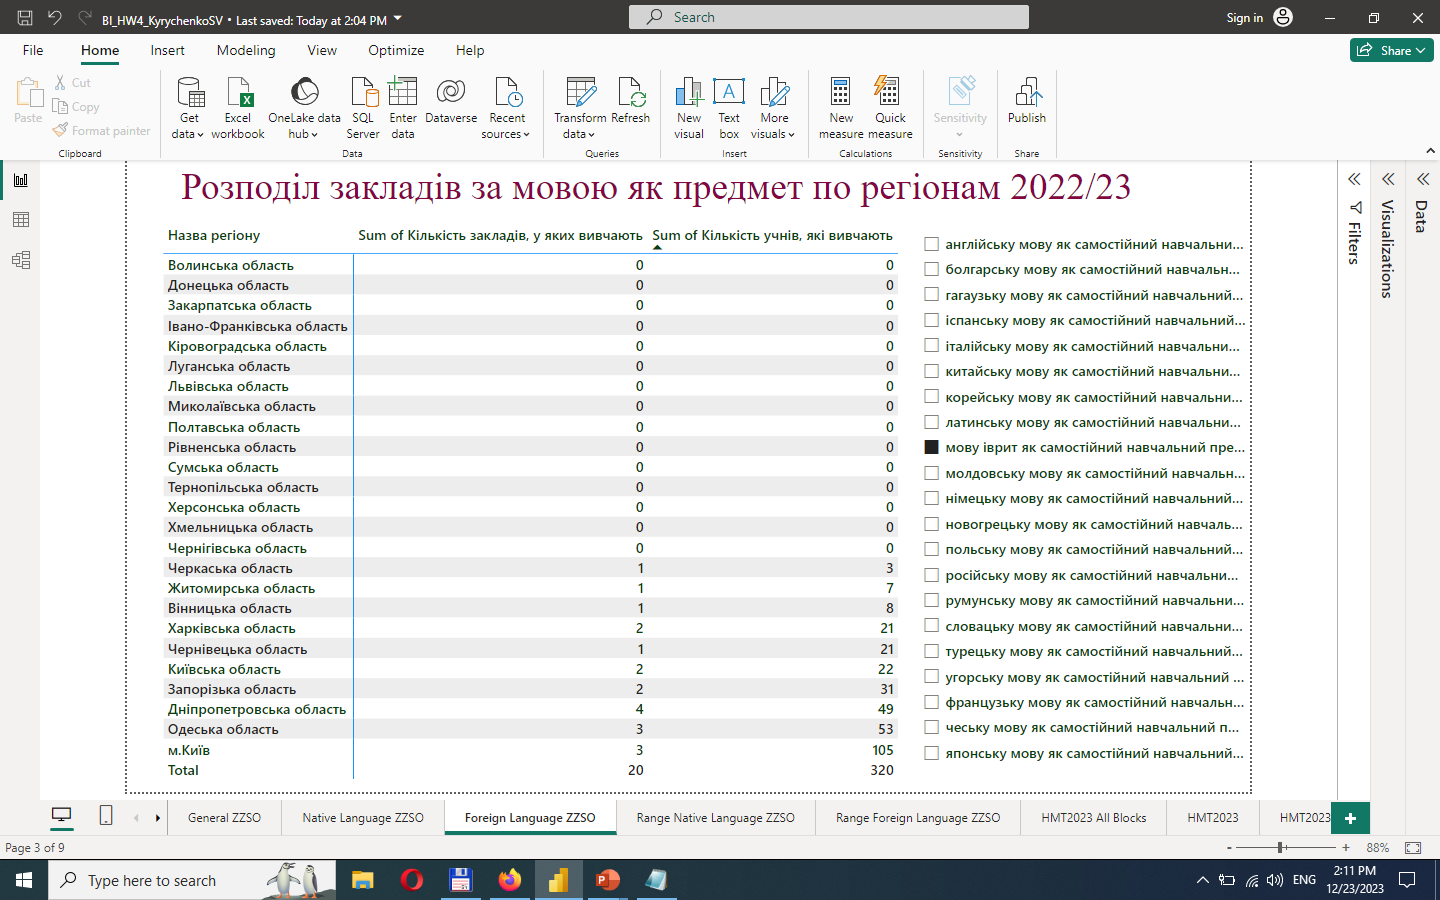 BI_HW4_KyrychenkoSV • Last saved: Today at 2:04 PM
Search
Sign in
File Home Insert Modeling View Optimize Help
Share
Paste
Cut
Copy
Format painter
Clipboard
Get data
Excel workbook
OneLake data hub
SQL Server
Enter data
Dataverse
Recent sources
Data
Transform data
Refresh
Queries
New visual
Text box
More visuals
Insert
New measure
Quick measure
Calculations
Sensitivity
Sensitivity
Publish
Share
Розподіл закладів за мовою як предмет по регіонам 2022/23
Назва регіону Sum of Кількість закладів, у яких вивчають Sum of Кількість учнів, які вивчають
Волинська область 0 0
Донецька область 0 0
Закарпатська область 0 0
Івано-Франківська область 0 0
Кіровоградська область 0 0
Луганська область 0 0
Львівська область 0 0
Миколаївська область 0 0
Полтавська область 0 0
Рівненська область 0 0
Сумська область 0 0
Тернопільська область 0 0
Херсонська область 0 0
Хмельницька область 0 0
Чернігівська область 0 0
Черкаська область 1 3
Житомирська область 1 7
Вінницька область 1 8
Харківська область 2 21
Чернівецька область 1 21
Київська область 2 22
Запорізька область 2 31
Дніпропетровська область 4 49
Одеська область 3 53
м.Київ 3 105
Total 20 320
англійську мову як самостійний навчальни...
болгарську мову як самостійний навчальн...
гагаузьку мову як самостійний навчальний...
іспанську мову як самостійний навчальний...
італійську мову як самостійний навчальни...
китайську мову як самостійний навчальни...
корейську мову як самостійний навчальни...
латинську мову як самостійний навчальни...
мову іврит як самостійний навчальний пре...
молдовську мову як самостійний навчальн...
німецьку мову як самостійний навчальний...
новогрецьку мову як самостійний навчаль...
польську мову як самостійний навчальний...
російську мову як самостійний навчальни...
румунську мову як самостійний навчальни...
словацьку мову як самостійний навчальни...
турецьку мову як самостійний навчальний...
угорську мову як самостійний навчальний ...
французьку мову як самостійний навчальн...
чеську мову як самостійний навчальний п...
японську мову як самостійний навчальний...
Filters
Visualizations
Data
General ZZSO Native Language ZZSO Foreign Language ZZSO Range Native Language ZZSO Range Foreign Language ZZSO HMT2023 All Blocks HMT2023 HMT2023
Page 3 of 9
- + 88%
Type here to search
ENG
2:11 PM
12/23/2023